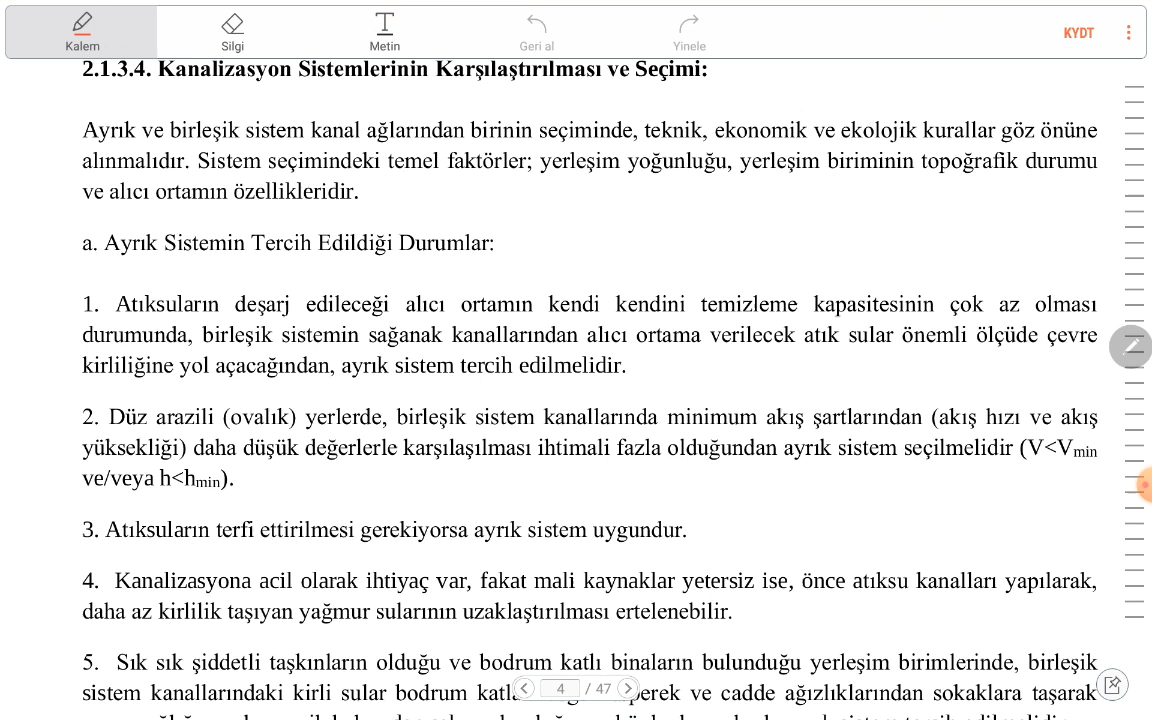 Kalem
Silgi
Metin
Geri al
Yinele
KYDT
2.1.3.4. Kanalizasyon Sistemlerinin Karşılaştırılması ve Seçimi:
Ayrık ve birleşik sistem kanal ağlarından birinin seçiminde, teknik, ekonomik ve ekolojik kurallar göz önüne
alınmalıdır. Sistem seçimindeki temel faktörler; yerleşim yoğunluğu, yerleşim biriminin topoğrafik durumu
ve alıcı ortamın özellikleridir.
a. Ayrık Sistemin Tercih Edildiği Durumlar:
1. Atıksuların deşarj edileceği alıcı ortamın kendi kendini temizleme kapasitesinin çok az olması
durumunda, birleşik sistemin sağanak kanallarından alıcı ortama verilecek atık sular önemli ölçüde çevre
kirliliğine yol açacağından, ayrık sistem tercih edilmelidir.
2. Düz arazili (ovalık) yerlerde, birleşik sistem kanallarında minimum akış şartlarından (akış hızı ve akış
yüksekliği) daha düşük değerlerle karşılaşılması ihtimali fazla olduğundan ayrık sistem seçilmelidir (V<Vmin
ve/veya h<hmin).
3. Atıksuların terfi ettirilmesi gerekiyorsa ayrık sistem uygundur.
4. Kanalizasyona acil olarak ihtiyaç var, fakat mali kaynaklar yetersiz ise, önce atıksu kanalları yapılarak,
daha az kirlilik taşıyan yağmur sularının uzaklaştırılması ertelenebilir.
5. Sık sık şiddetli taşkınların olduğu ve bodrum katlı binaların bulunduğu yerleşim birimlerinde, birleşik
sistem kanallarındaki kirli sular bodrum ve cadde ağızlıklarından sokaklara taşarak
4 / 47